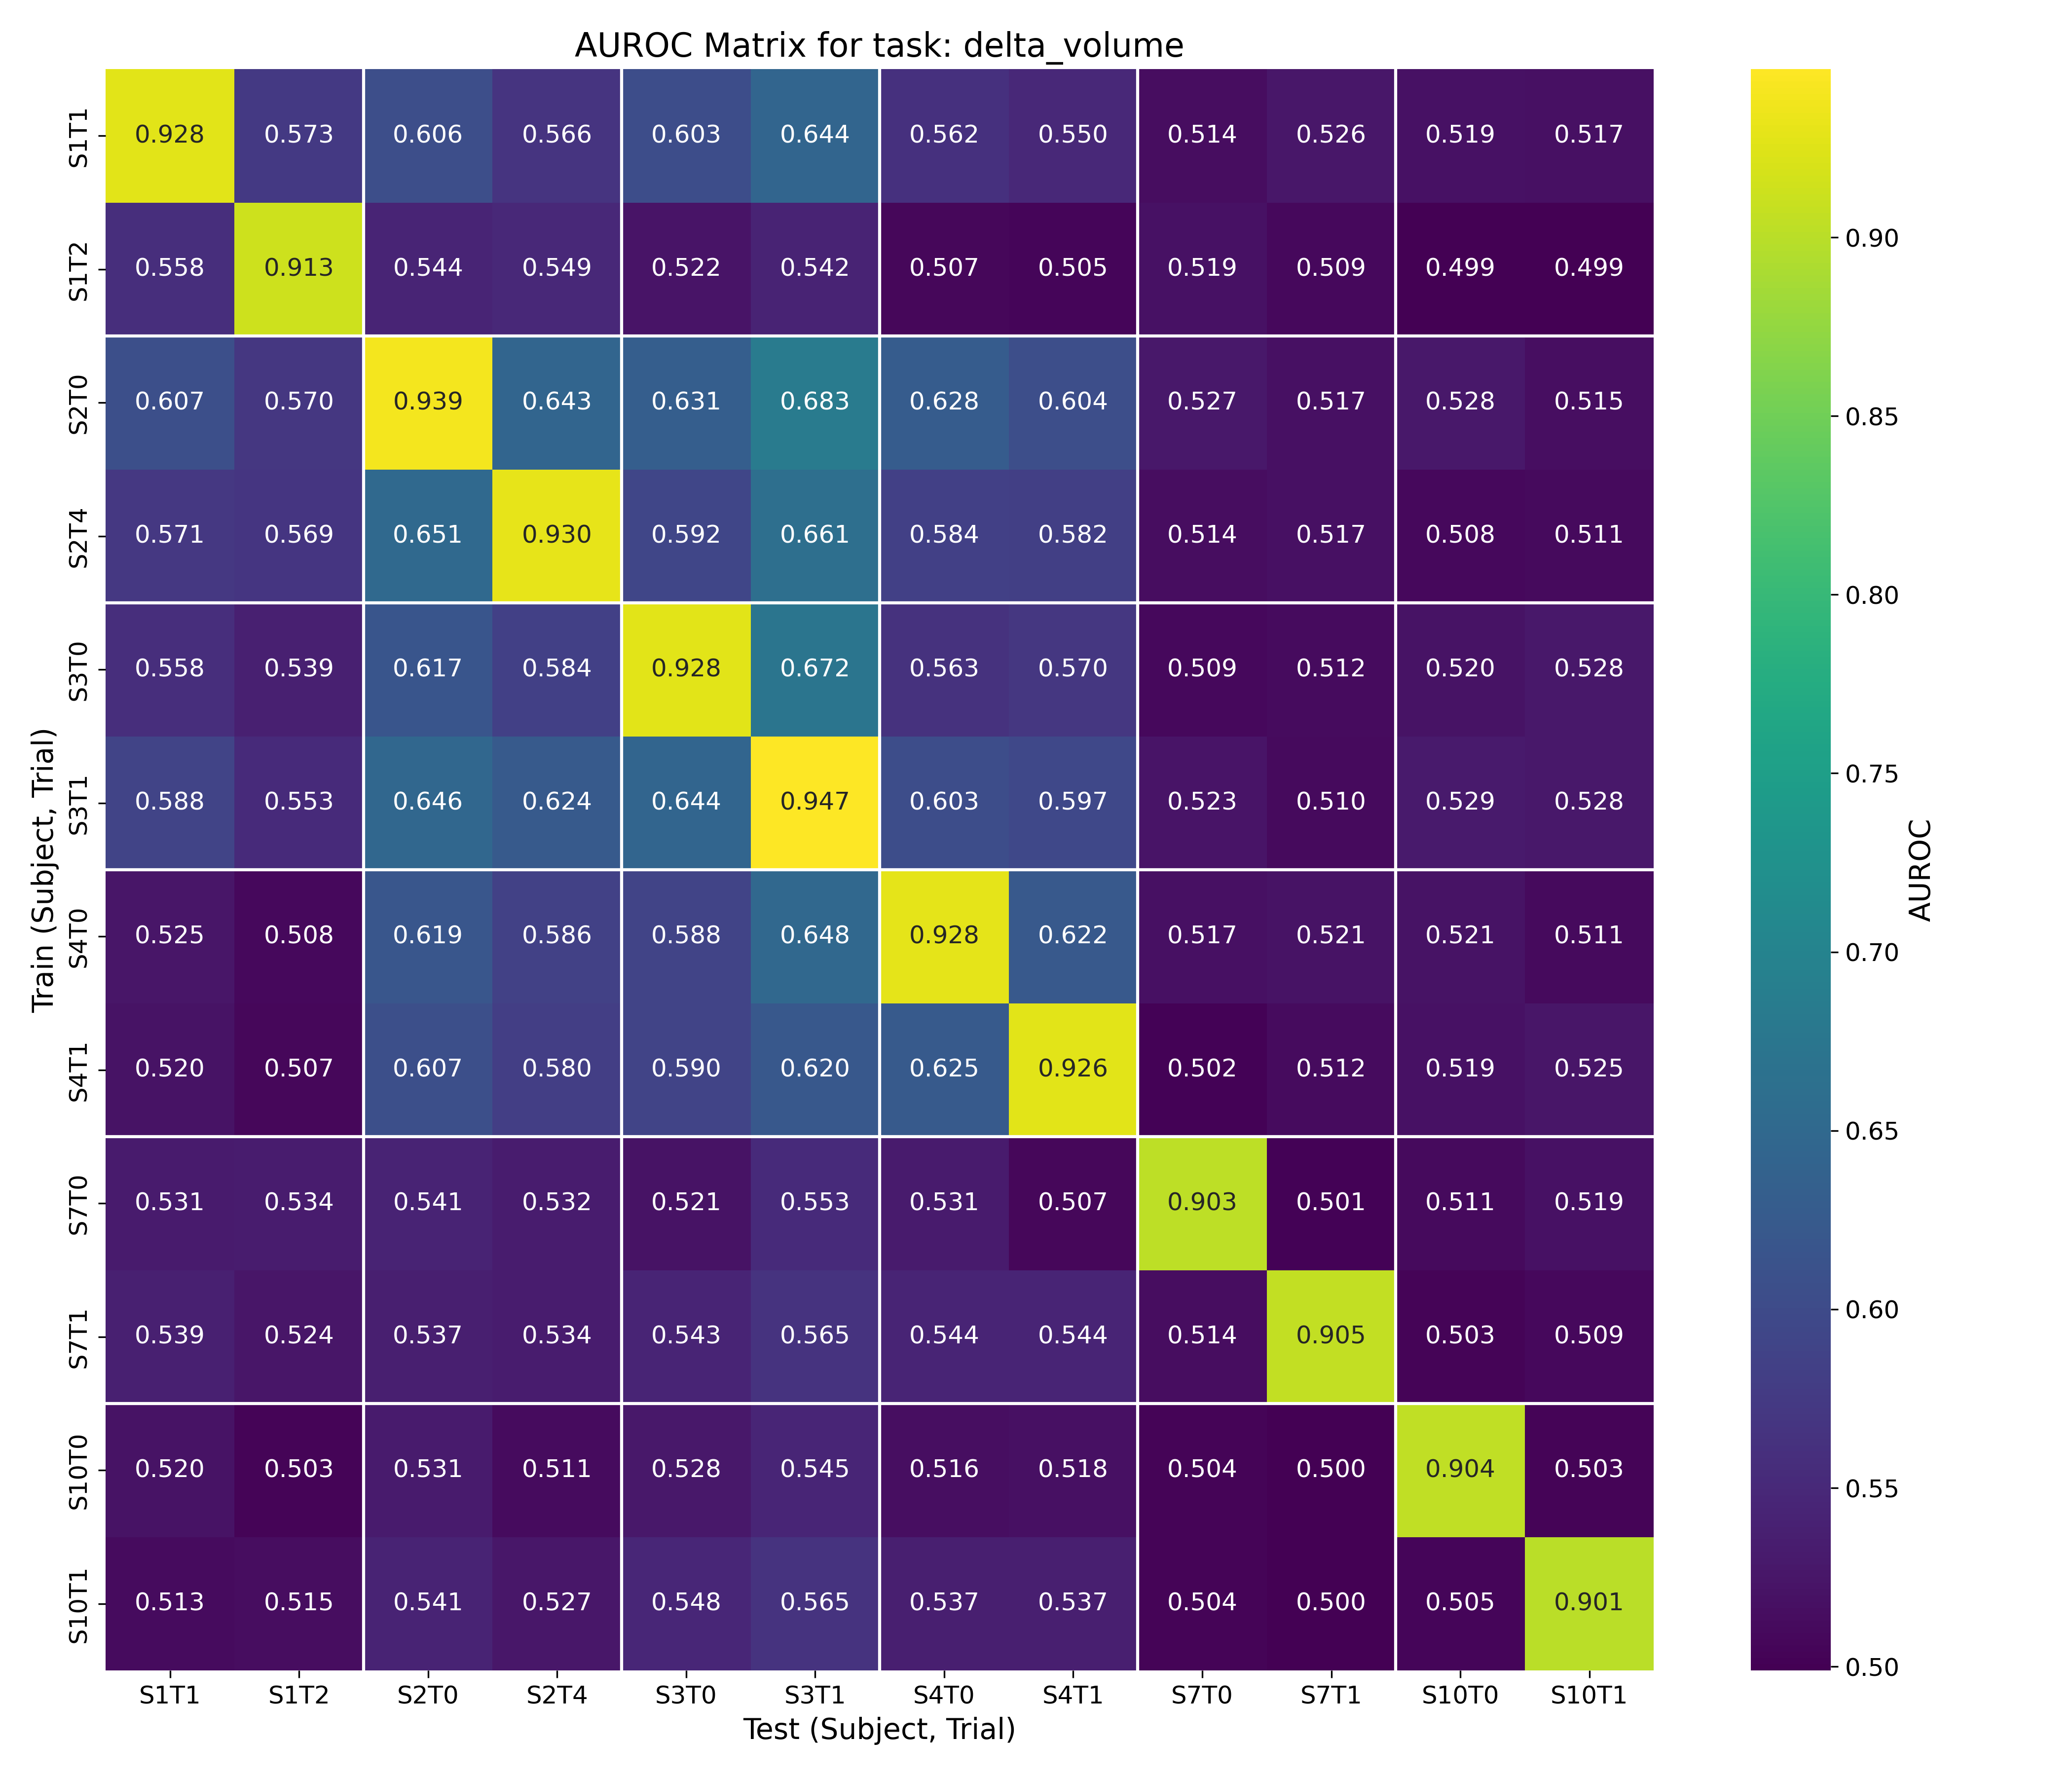 AUROC Matrix for task: delta_volume
S1T1 0.928 0.573 0.606 0.566 0.603 0.644 0.562 0.550 0.514 0.526 0.519 0.517
S1T2 0.558 0.913 0.544 0.549 0.522 0.542 0.507 0.505 0.519 0.509 0.499 0.499
S2T0 0.607 0.570 0.939 0.643 0.631 0.683 0.628 0.604 0.527 0.517 0.528 0.515
S2T4 0.571 0.569 0.651 0.930 0.592 0.661 0.584 0.582 0.514 0.517 0.508 0.511
S3T0 0.558 0.539 0.617 0.584 0.928 0.672 0.563 0.570 0.509 0.512 0.520 0.528
S3T1 0.588 0.553 0.646 0.624 0.644 0.947 0.603 0.597 0.523 0.510 0.529 0.528
S4T0 0.525 0.508 0.619 0.586 0.588 0.648 0.928 0.622 0.517 0.521 0.521 0.511
S4T1 0.520 0.507 0.607 0.580 0.590 0.620 0.625 0.926 0.502 0.512 0.519 0.525
S7T0 0.531 0.534 0.541 0.532 0.521 0.553 0.531 0.507 0.903 0.501 0.511 0.519
S7T1 0.539 0.524 0.537 0.534 0.543 0.565 0.544 0.544 0.514 0.905 0.503 0.509
S10T0 0.520 0.503 0.531 0.511 0.528 0.545 0.516 0.518 0.504 0.500 0.904 0.503
S10T1 0.513 0.515 0.541 0.527 0.548 0.565 0.537 0.537 0.504 0.500 0.505 0.901
S1T1 S1T2 S2T0 S2T4 S3T0 S3T1 S4T0 S4T1 S7T0 S7T1 S10T0 S10T1
Test (Subject, Trial)
Train (Subject, Trial)
0.90
0.85
0.80
0.75
0.70
0.65
0.60
0.55
0.50
AUROC